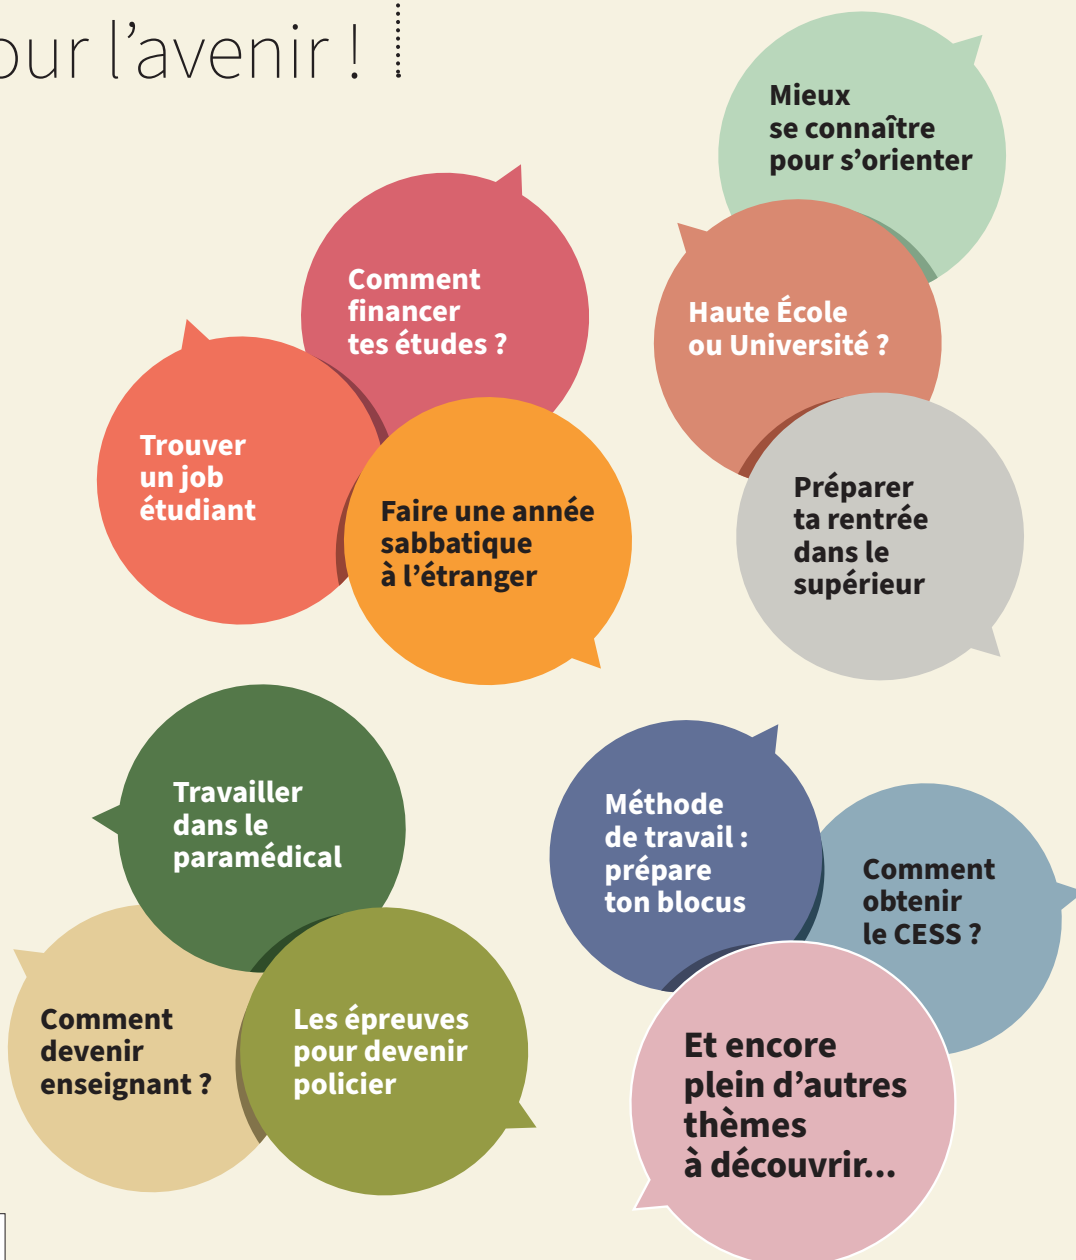 our l’avenir !
Mieux
se connaître
pour s’orienter
Comment
financer
tes études ?
Haute École
ou Université ?
Trouver
un job
étudiant
Faire une année
sabbatique
à l’étranger
Préparer
ta rentrée
dans le
supérieur
Travailler
dans le
paramédical
Méthode
de travail :
prépare
ton blocus
Comment
obtenir
le CESS ?
Comment
devenir
enseignant ?
Les épreuves
pour devenir
policier
Et encore
plein d’autres
thèmes
à découvrir...